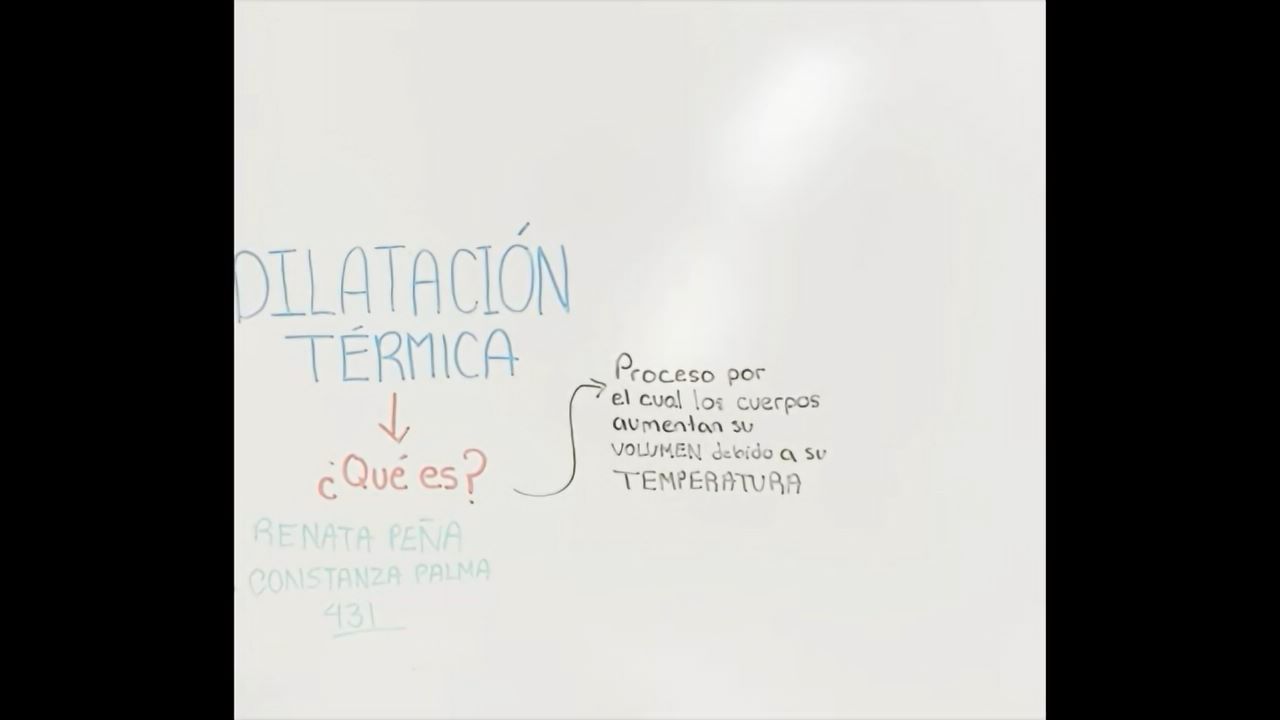 DILATACIÓN
TÉRMICA
¿Qué es?
Proceso por
el cual los cuerpos
aumentan su
VOLUMEN debido a su
TEMPERATURA
RENATA PEÑA
CONSTANZA PALMA
431